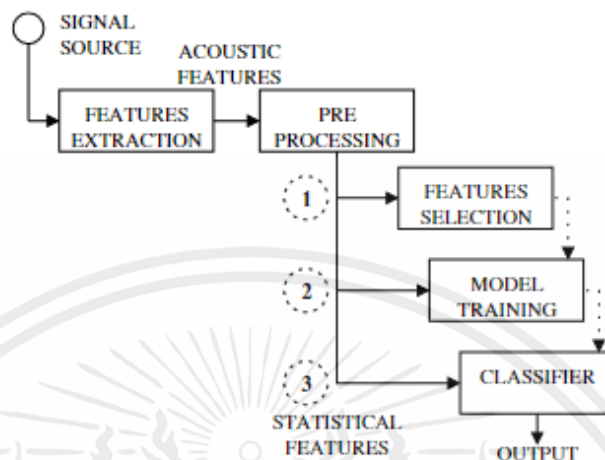 SIGNAL
SOURCE
ACOUSTIC
FEATURES
FEATURES
EXTRACTION
PRE
PROCESSING
1
FEATURES
SELECTION
2
MODEL
TRAINING
3
CLASSIFIER
STATISTICAL
FEATURES
OUTPUT